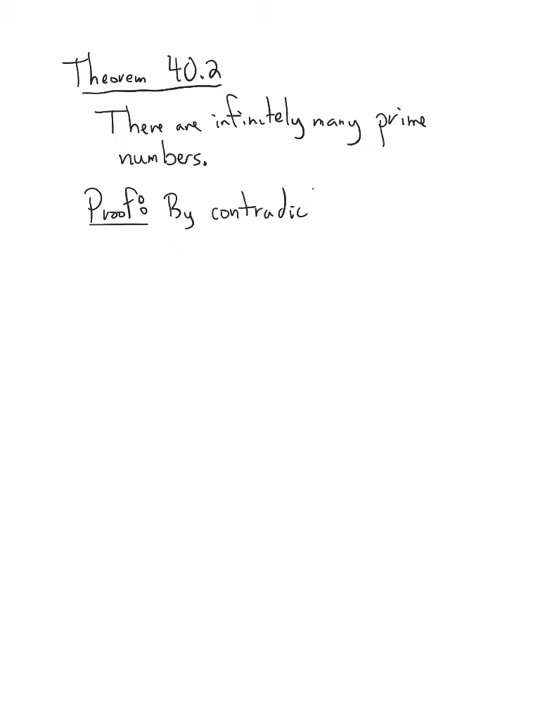 Theorem 40.2
There are infinitely many prime
numbers.
Proof: By contradic